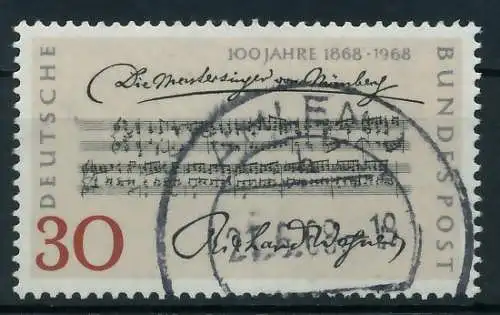 100 JAHRE 1868-1968
DEUTSCHE
BUNDESPOST
Die Meistersinger von Nürnberg
30
Richard Wagner